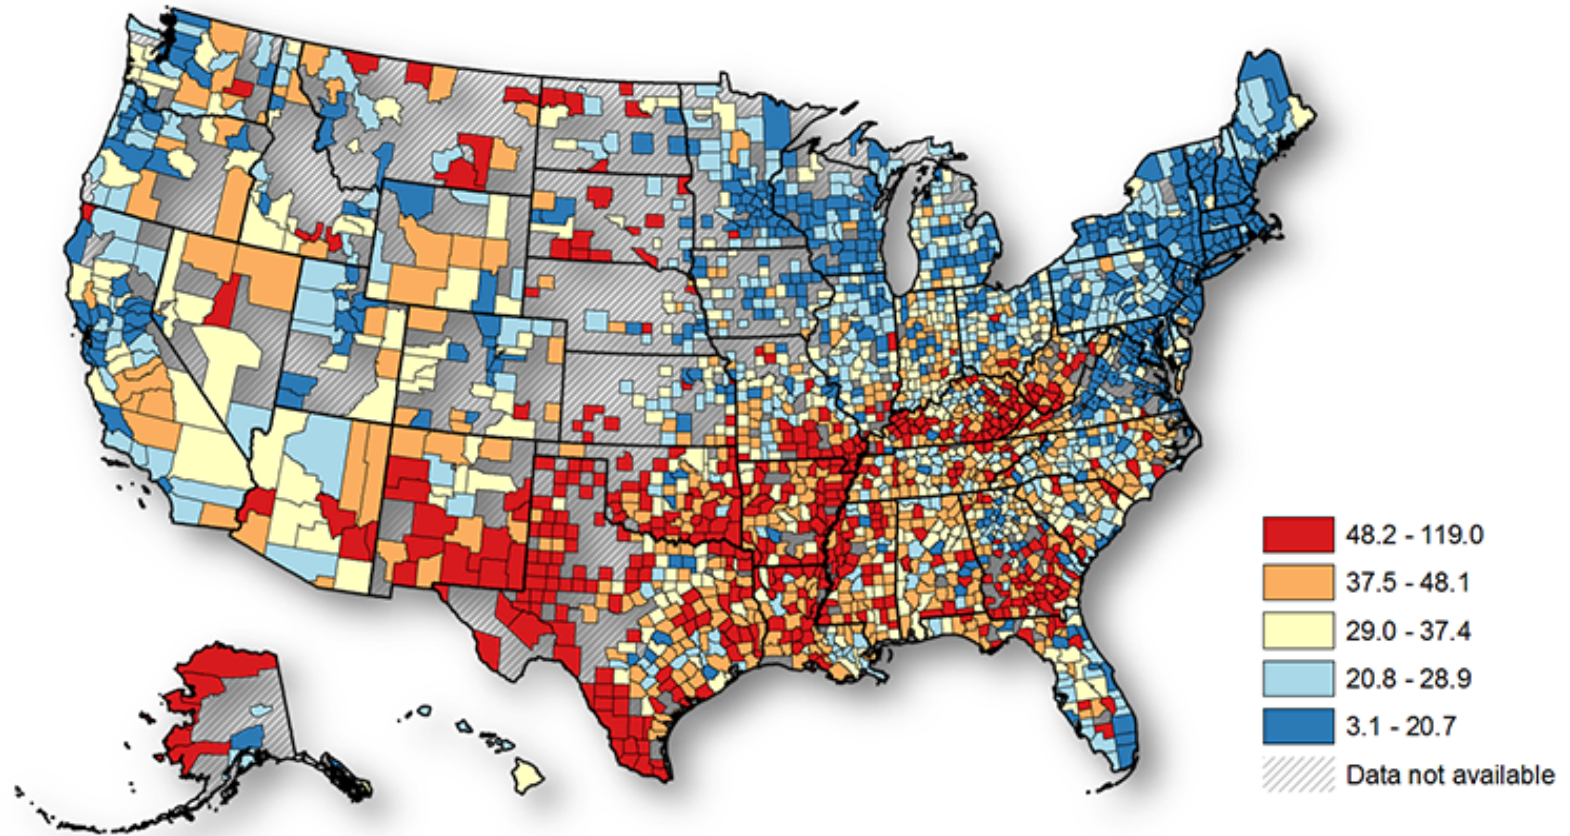 48.2 - 119.0
37.5 - 48.1
29.0 - 37.4
20.8 - 28.9
3.1 - 20.7
Data not available